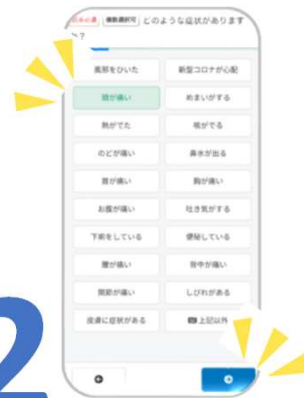 複数選択可 どのような症状があります
か？
風邪をひいた 新型コロナが心配
頭が痛い めまいがする
熱がでた 咳がでる
のどが痛い 鼻水が出る
胃が痛い 胸が痛い
お腹が痛い 吐き気がする
下痢をしている 便秘している
腰が痛い 背中が痛い
関節が痛い しびれがある
皮膚に症状がある 上記以外
2